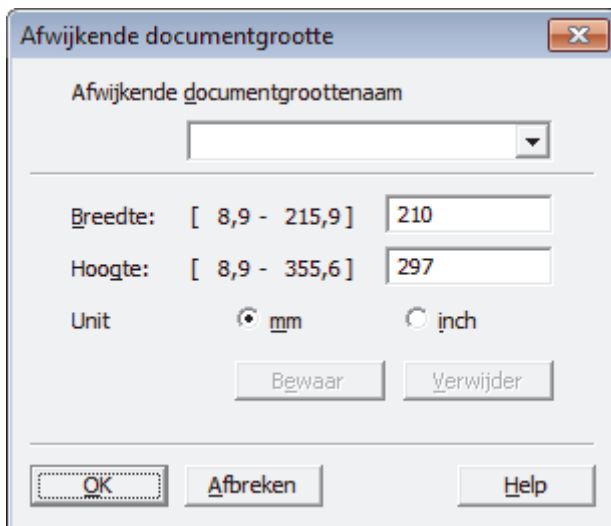 Afwijkende documentgrootte
Afwijkende documentgroottenaam
Breedte: [ 8,9 - 215,9 ] 210
Hoogte: [ 8,9 - 355,6 ] 297
Unit mm inch
Bewaar Verwijder
OK Afbreken Help